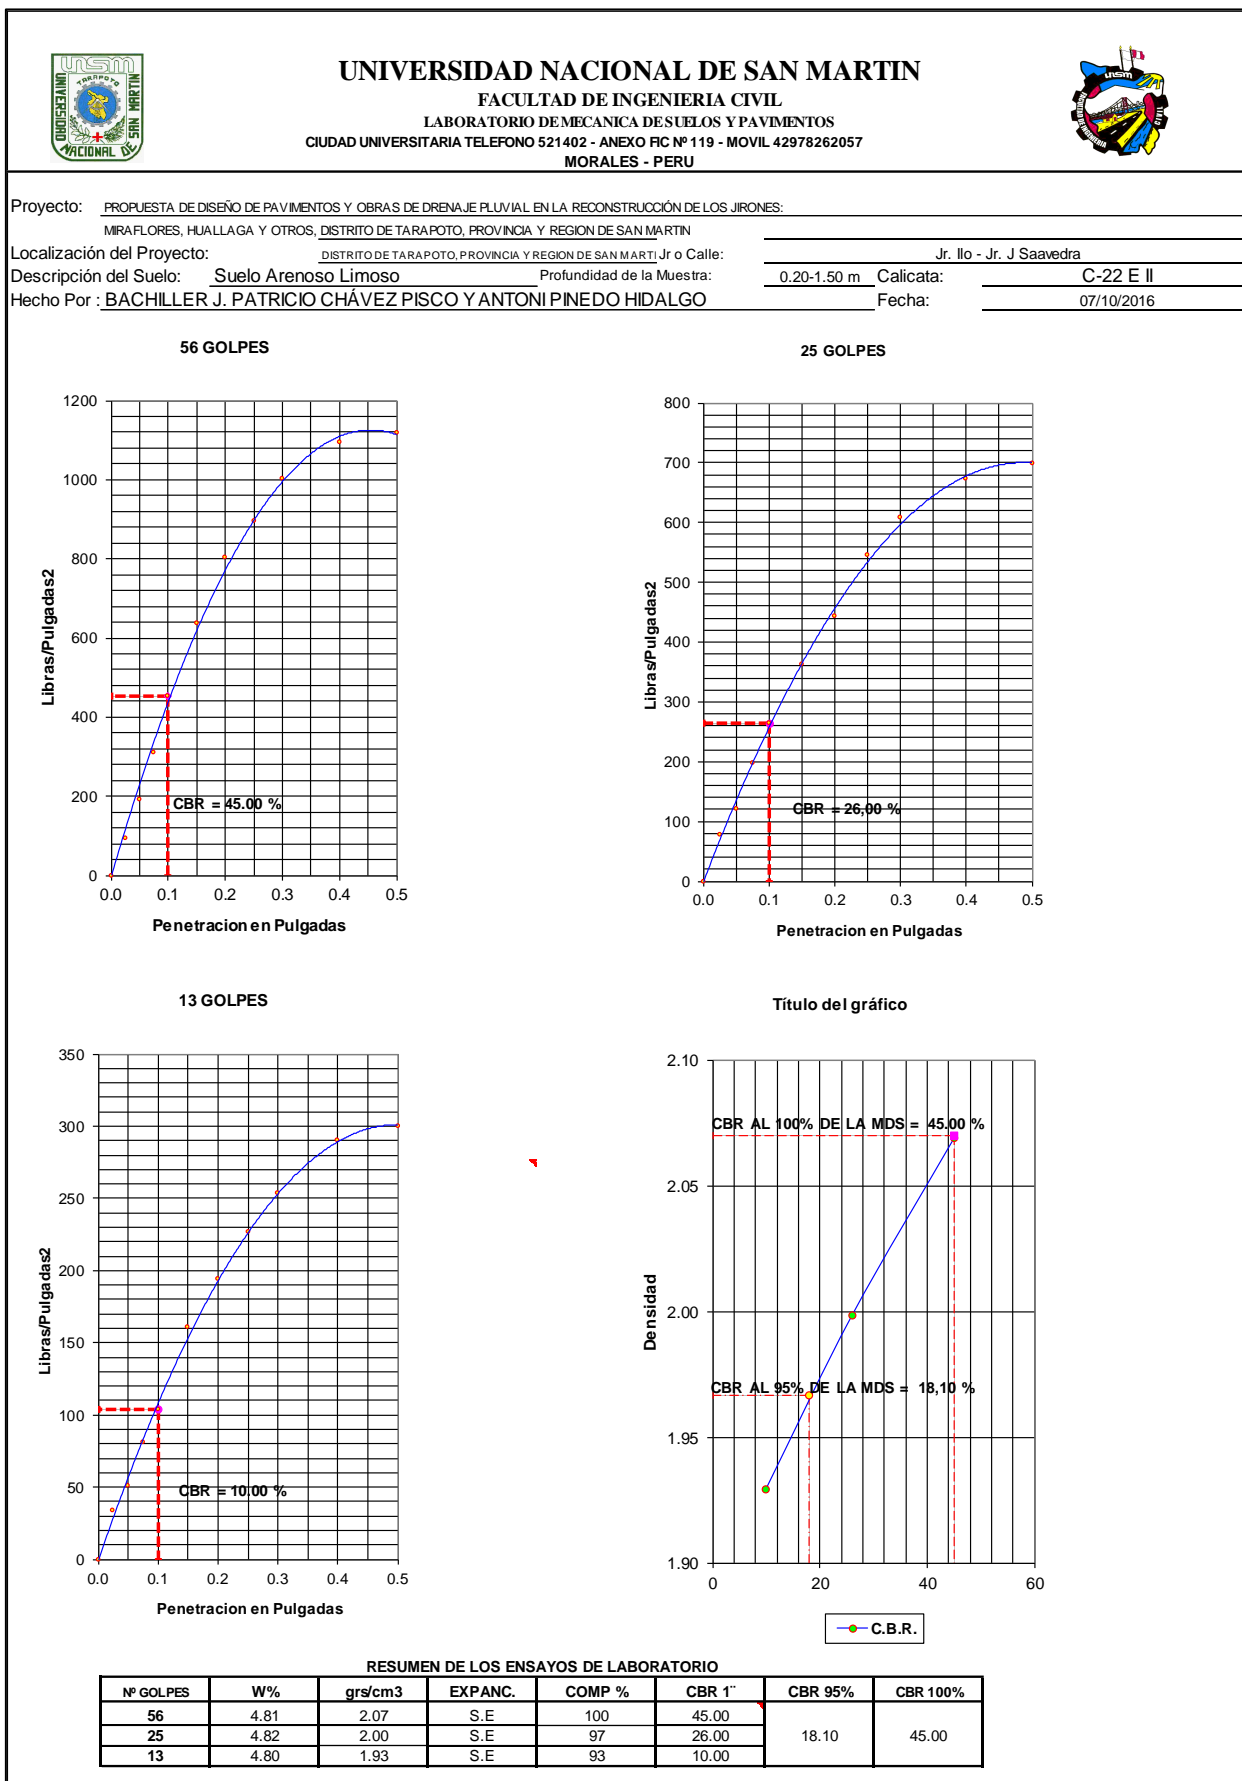 UNSM
TARAPOTO
UNIVERSIDAD
NACIONAL DE
SAN MARTIN
UNIVERSIDAD NACIONAL DE SAN MARTIN
FACULTAD DE INGENIERIA CIVIL
LABORATORIO DE MECANICA DE SUELOS Y PAVIMENTOS
CIUDAD UNIVERSITARIA TELEFONO 521402 - ANEXO FIC Nº 119 - MOVIL 42978262057
MORALES - PERU
Proyecto: PROPUESTA DE DISEÑO DE PAVIMENTOS Y OBRAS DE DRENAJE PLUVIAL EN LA RECONSTRUCCIÓN DE LOS JIRONES:
MIRAFLORES, HUALLAGA Y OTROS, DISTRITO DE TARAPOTO, PROVINCIA Y REGION DE SAN MARTIN
Localización del Proyecto: DISTRITO DE TARAPOTO, PROVINCIA Y REGION DE SAN MARTI Jr o Calle: Jr. Ilo - Jr. J Saavedra
Descripción del Suelo: Suelo Arenoso Limoso Profundidad de la Muestra: 0.20-1.50 m Calicata: C-22 E II
Hecho Por : BACHILLER J. PATRICIO CHÁVEZ PISCO Y ANTONI PINEDO HIDALGO Fecha: 07/10/2016
56 GOLPES
1200
1000
800
600
400
200
0
Libras/Pulgadas2
CBR = 45.00 %
0.0 0.1 0.2 0.3 0.4 0.5
Penetracion en Pulgadas
25 GOLPES
800
700
600
500
400
300
200
100
0
Libras/Pulgadas2
CBR = 26,00 %
0.0 0.1 0.2 0.3 0.4 0.5
Penetracion en Pulgadas
13 GOLPES
350
300
250
200
150
100
50
0
Libras/Pulgadas2
CBR = 10.00 %
0.0 0.1 0.2 0.3 0.4 0.5
Penetracion en Pulgadas
Título del gráfico
2.10
2.05
2.00
1.95
1.90
Densidad
CBR AL 100% DE LA MDS = 45.00 %
CBR AL 95% DE LA MDS = 18,10 %
0 20 40 60
C.B.R.
RESUMEN DE LOS ENSAYOS DE LABORATORIO
Nº GOLPES W% grs/cm3 EXPANC. COMP % CBR 1¨ CBR 95% CBR 100%
56 4.81 2.07 S.E 100 45.00
25 4.82 2.00 S.E 97 26.00 18.10 45.00
13 4.80 1.93 S.E 93 10.00